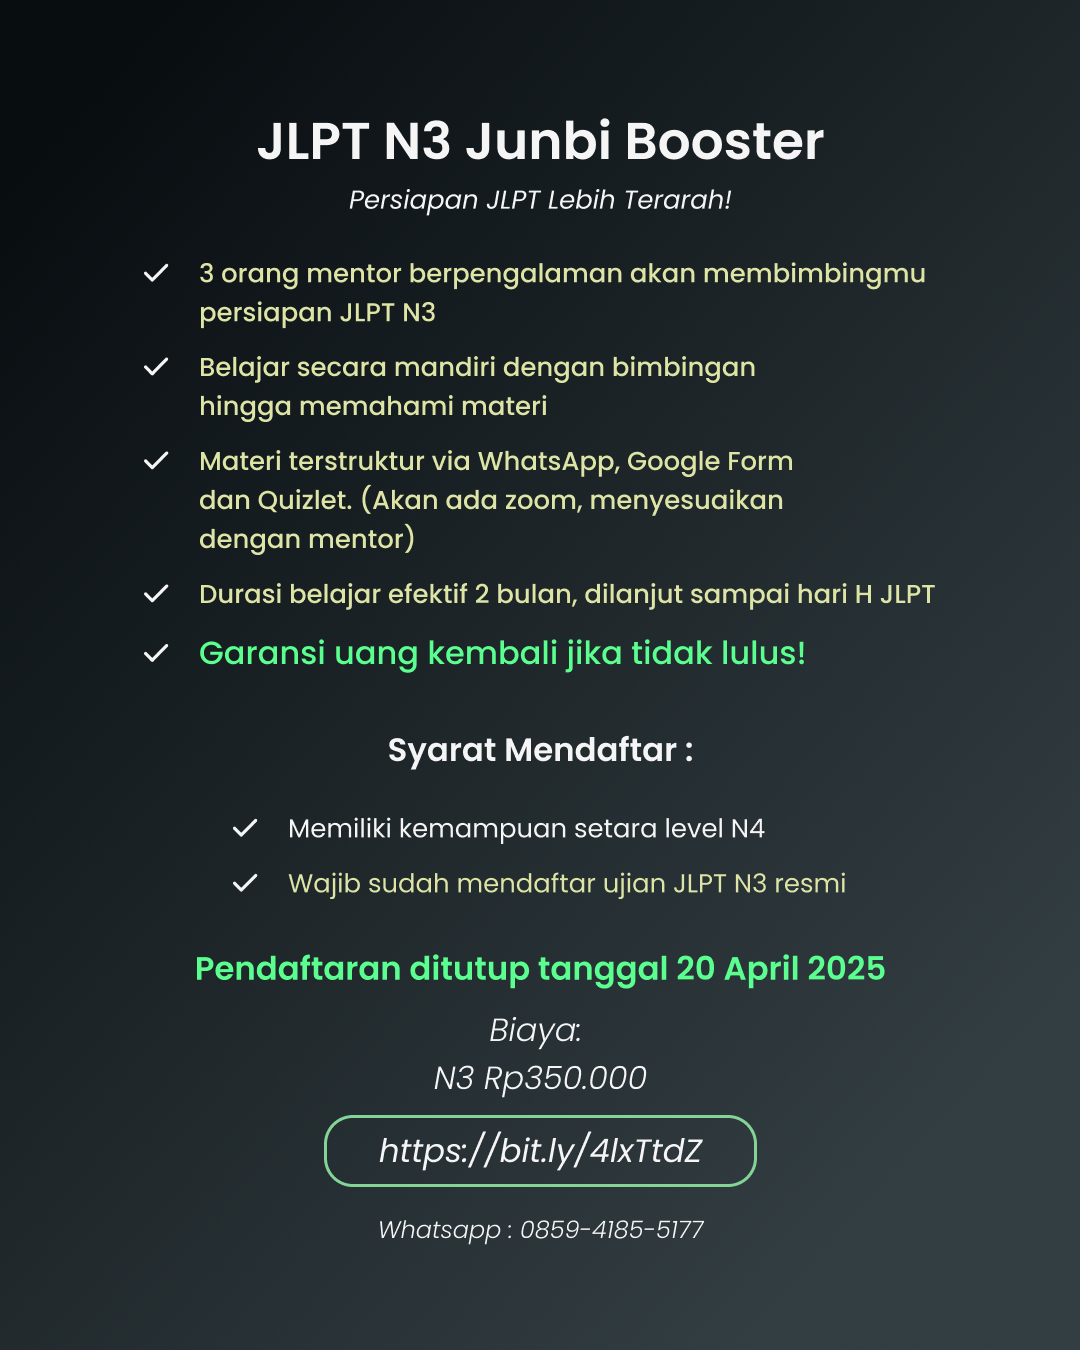 JLPT N3 Junbi Booster
Persiapan JLPT Lebih Terarah!
3 orang mentor berpengalaman akan membimbingmu
persiapan JLPT N3
Belajar secara mandiri dengan bimbingan
hingga memahami materi
Materi terstruktur via WhatsApp, Google Form
dan Quizlet. (Akan ada zoom, menyesuaikan
dengan mentor)
Durasi belajar efektif 2 bulan, dilanjut sampai hari H JLPT
Garansi uang kembali jika tidak lulus!
Syarat Mendaftar :
Memiliki kemampuan setara level N4
Wajib sudah mendaftar ujian JLPT N3 resmi
Pendaftaran ditutup tanggal 20 April 2025
Biaya:
N3 Rp350.000
https://bit.ly/4lxTtdZ
Whatsapp : 0859-4185-5177